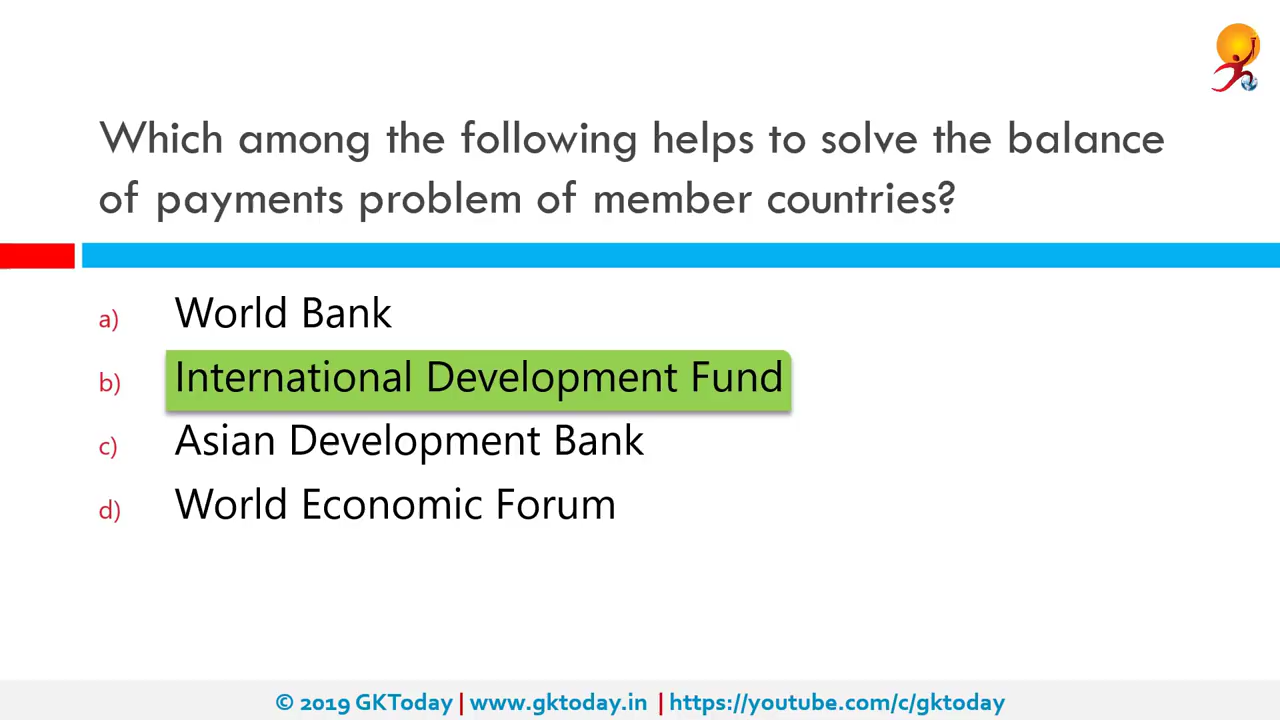 Which among the following helps to solve the balance
of payments problem of member countries?
a) World Bank
b) International Development Fund
c) Asian Development Bank
d) World Economic Forum
© 2019 GKToday | www.gktoday.in | https://youtube.com/c/gktoday